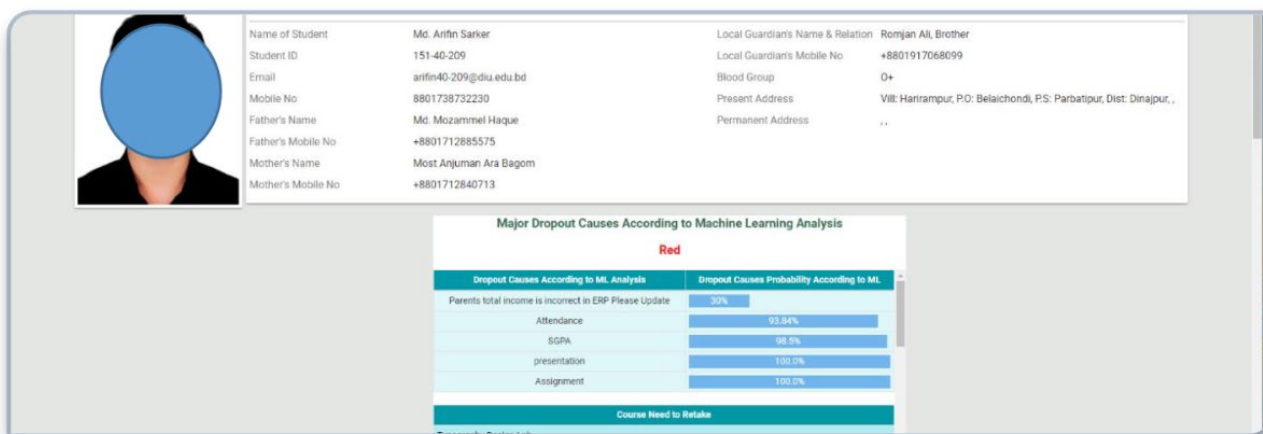 Name of Student Md. Arifin Sarker Local Guardian's Name & Relation Romjan Ali, Brother
Student ID 151-40-209 Local Guardian's Mobile No +8801917068099
Email arifin40-209@diu.edu.bd Blood Group O+
Mobile No 8801738732230 Present Address Vill: Harirampur, P.O: Belaichondi, P.S: Parbatipur, Dist: Dinajpur, ,
Father's Name Md. Mozammel Haque Permanent Address , ,
Father's Mobile No +8801712885575
Mother's Name Most Anjuman Ara Bagom
Mother's Mobile No +8801712840713
Major Dropout Causes According to Machine Learning Analysis
Red
Dropout Causes According to ML Analysis Dropout Causes Probability According to ML
Parents total income is incorrect in ERP Please Update 30%
Attendance 93.84%
SGPA 98.5%
presentation 100.0%
Assignment 100.0%
Course Need to Retake